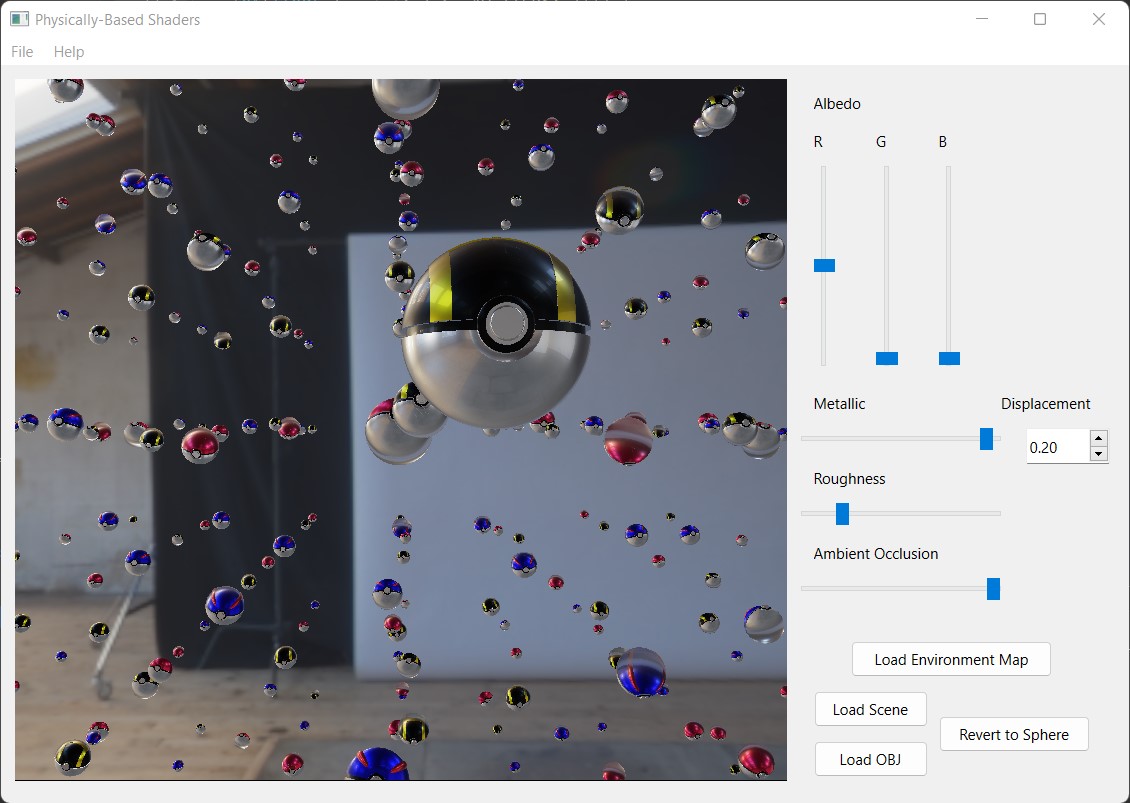 Physically-Based Shaders
File Help
Albedo
R G B
Metallic Displacement
0.20
Roughness
Ambient Occlusion
Load Environment Map
Load Scene
Revert to Sphere
Load OBJ